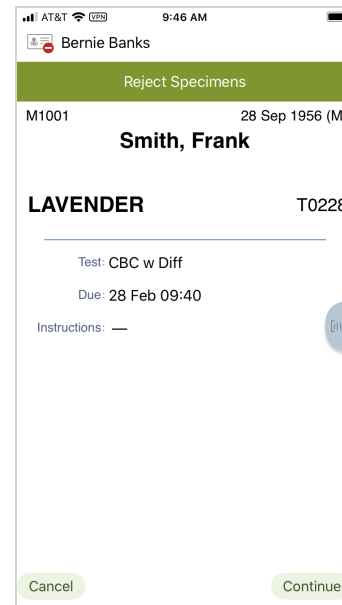 AT&T VPN 9:46 AM
Bernie Banks
Reject Specimens
M1001 28 Sep 1956 (M
Smith, Frank
LAVENDER T0228
Test: CBC w Diff
Due: 28 Feb 09:40
Instructions: —
Cancel Continue